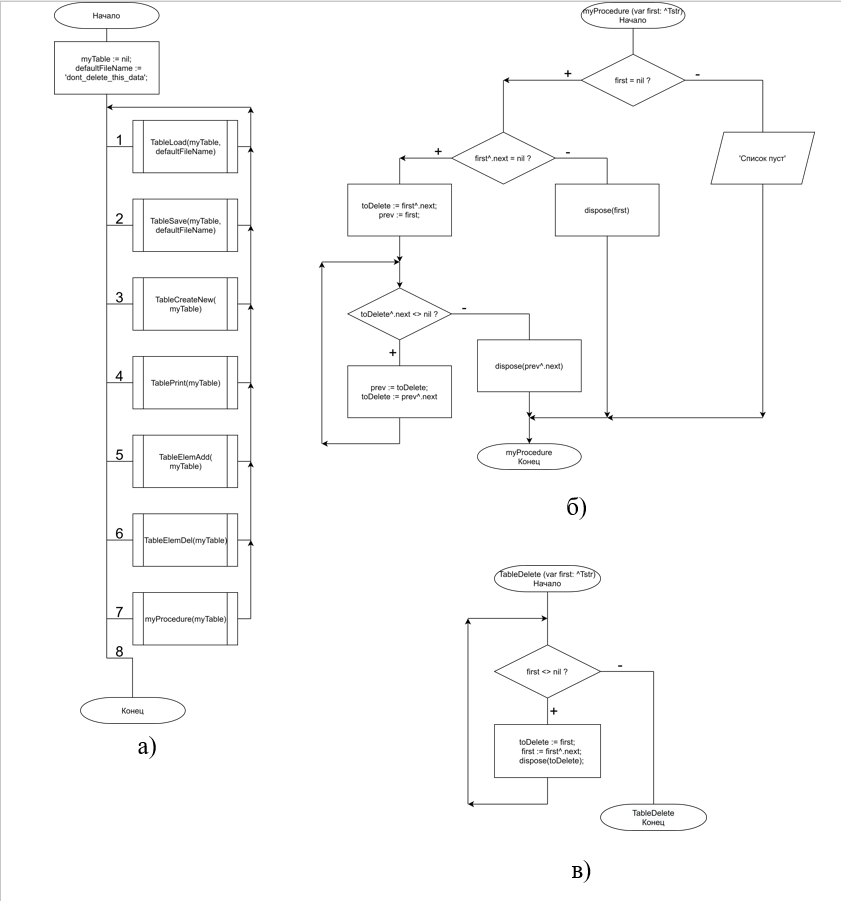 Начало
myTable := nil;
defaultFileName :=
'dont_delete_this_data';
1
TableLoad(myTable,
defaultFileName)
2
TableSave(myTable,
defaultFileName)
3
TableCreateNew(
myTable)
4
TablePrint(myTable)
5
TableElemAdd(
myTable)
6
TableElemDel(myTable)
7
myProcedure(myTable)
8
Конец
а)
myProcedure (var first: ^Tstr)
Начало
first = nil ?
+
-
first^.next = nil ?
+
-
'Список пуст'
toDelete := first^.next;
prev := first;
dispose(first)
toDelete^.next <> nil ?
-
+
dispose(prev^.next)
prev := toDelete;
toDelete := prev^.next
myProcedure
Конец
б)
TableDelete (var first: ^Tstr)
Начало
first <> nil ?
-
+
toDelete := first;
first := first^.next;
dispose(toDelete);
TableDelete
Конец
в)